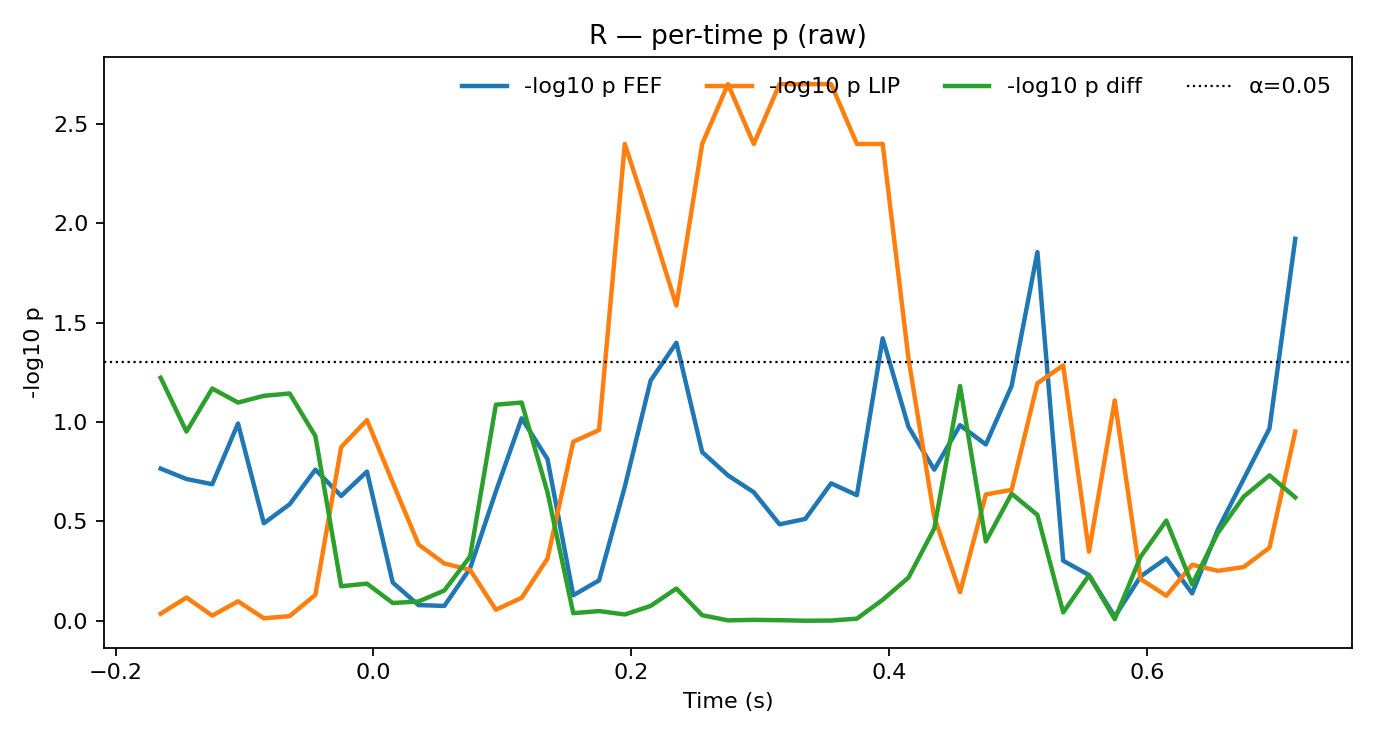 R — per-time p (raw)
-log10 p FEF
-log10 p LIP
-log10 p diff
α=0.05
2.5
2.0
1.5
1.0
0.5
0.0
-log10 p
−0.2
0.0
0.2
0.4
0.6
Time (s)